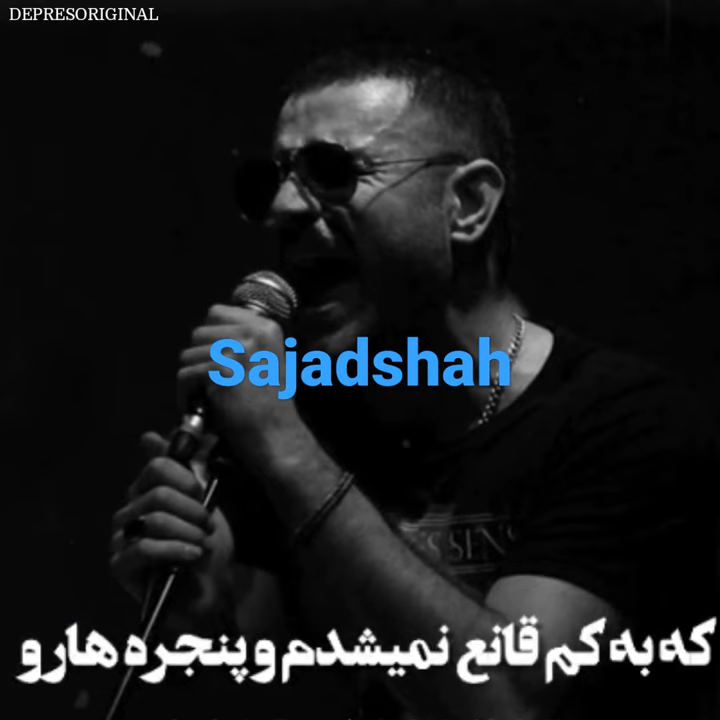 DEPRESORIGINAL
Sajadshah
که به کم قانع نمیشدم و پنجره هارو